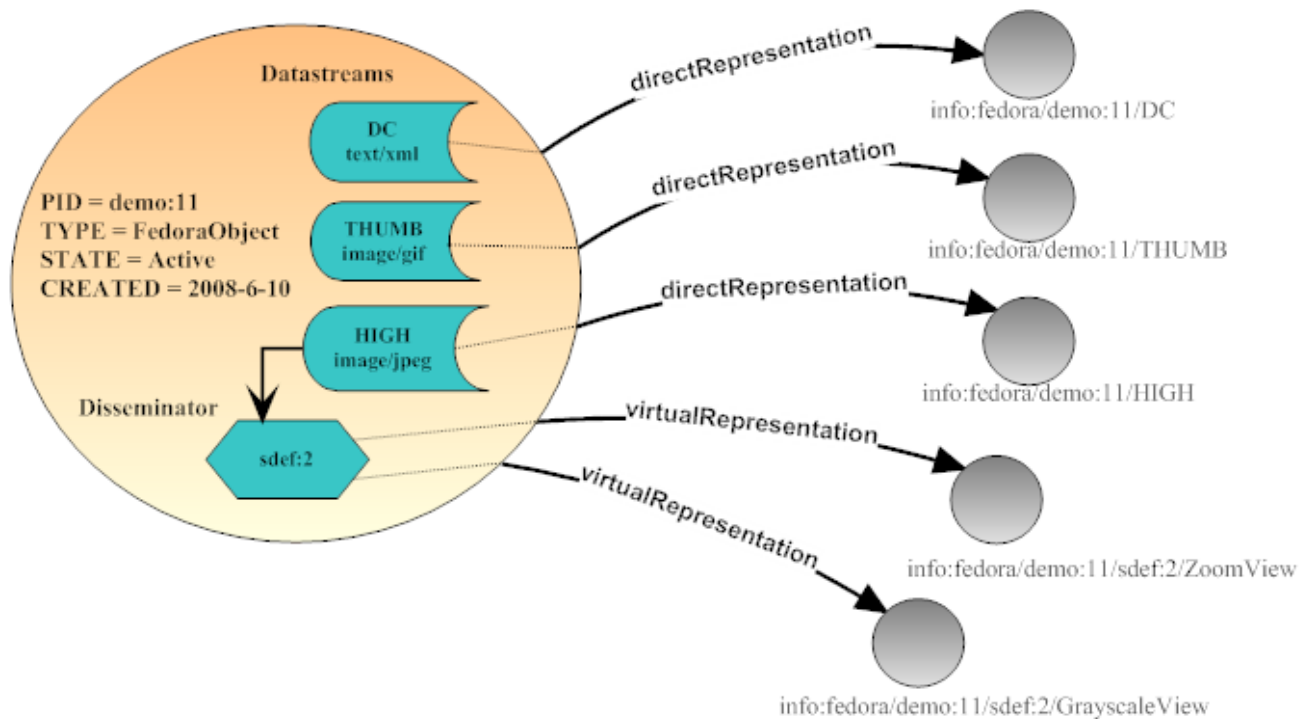 Datastreams
DC
text/xml
PID = demo:11
TYPE = FedoraObject
STATE = Active
CREATED = 2008-6-10
THUMB
image/gif
HIGH
image/jpeg
Disseminator
sdef:2
directRepresentation
info:fedora/demo:11/DC
directRepresentation
info:fedora/demo:11/THUMB
directRepresentation
info:fedora/demo:11/HIGH
virtualRepresentation
info:fedora/demo:11/sdef:2/ZoomView
virtualRepresentation
info:fedora/demo:11/sdef:2/GrayscaleView